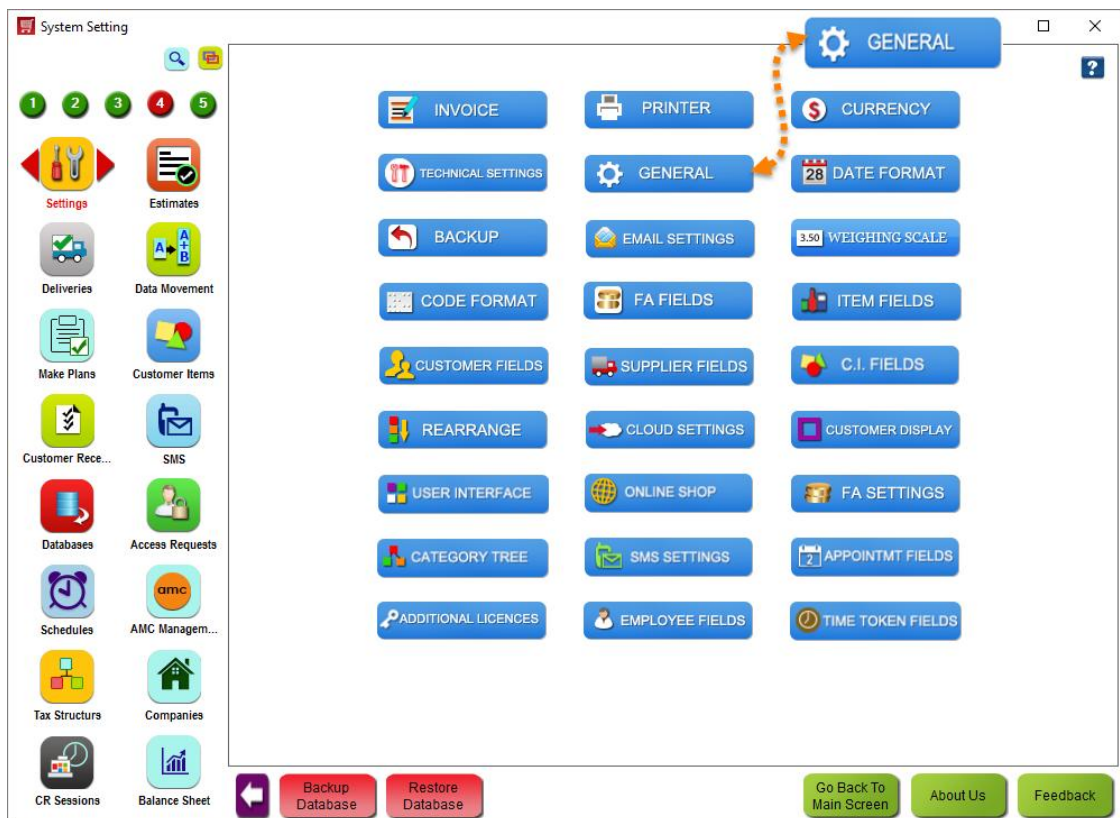 System Setting
GENERAL
1 2 3 4 5
Settings
Estimates
Deliveries
Data Movement
A A+B
Make Plans
Customer Items
Customer Rece...
SMS
Databases
Access Requests
Schedules
amc
AMC Managem...
Tax Structurs
Companies
CR Sessions
Balance Sheet
?
INVOICE
PRINTER
$ CURRENCY
TECHNICAL SETTINGS
GENERAL
28 DATE FORMAT
BACKUP
EMAIL SETTINGS
3.50 WEIGHING SCALE
CODE FORMAT
FA FIELDS
ITEM FIELDS
CUSTOMER FIELDS
SUPPLIER FIELDS
C.I. FIELDS
REARRANGE
CLOUD SETTINGS
CUSTOMER DISPLAY
USER INTERFACE
ONLINE SHOP
FA SETTINGS
CATEGORY TREE
SMS SETTINGS
2 APPOINTMT FIELDS
ADDITIONAL LICENCES
EMPLOYEE FIELDS
TIME TOKEN FIELDS
Backup
Database
Restore
Database
Go Back To
Main Screen
About Us
Feedback